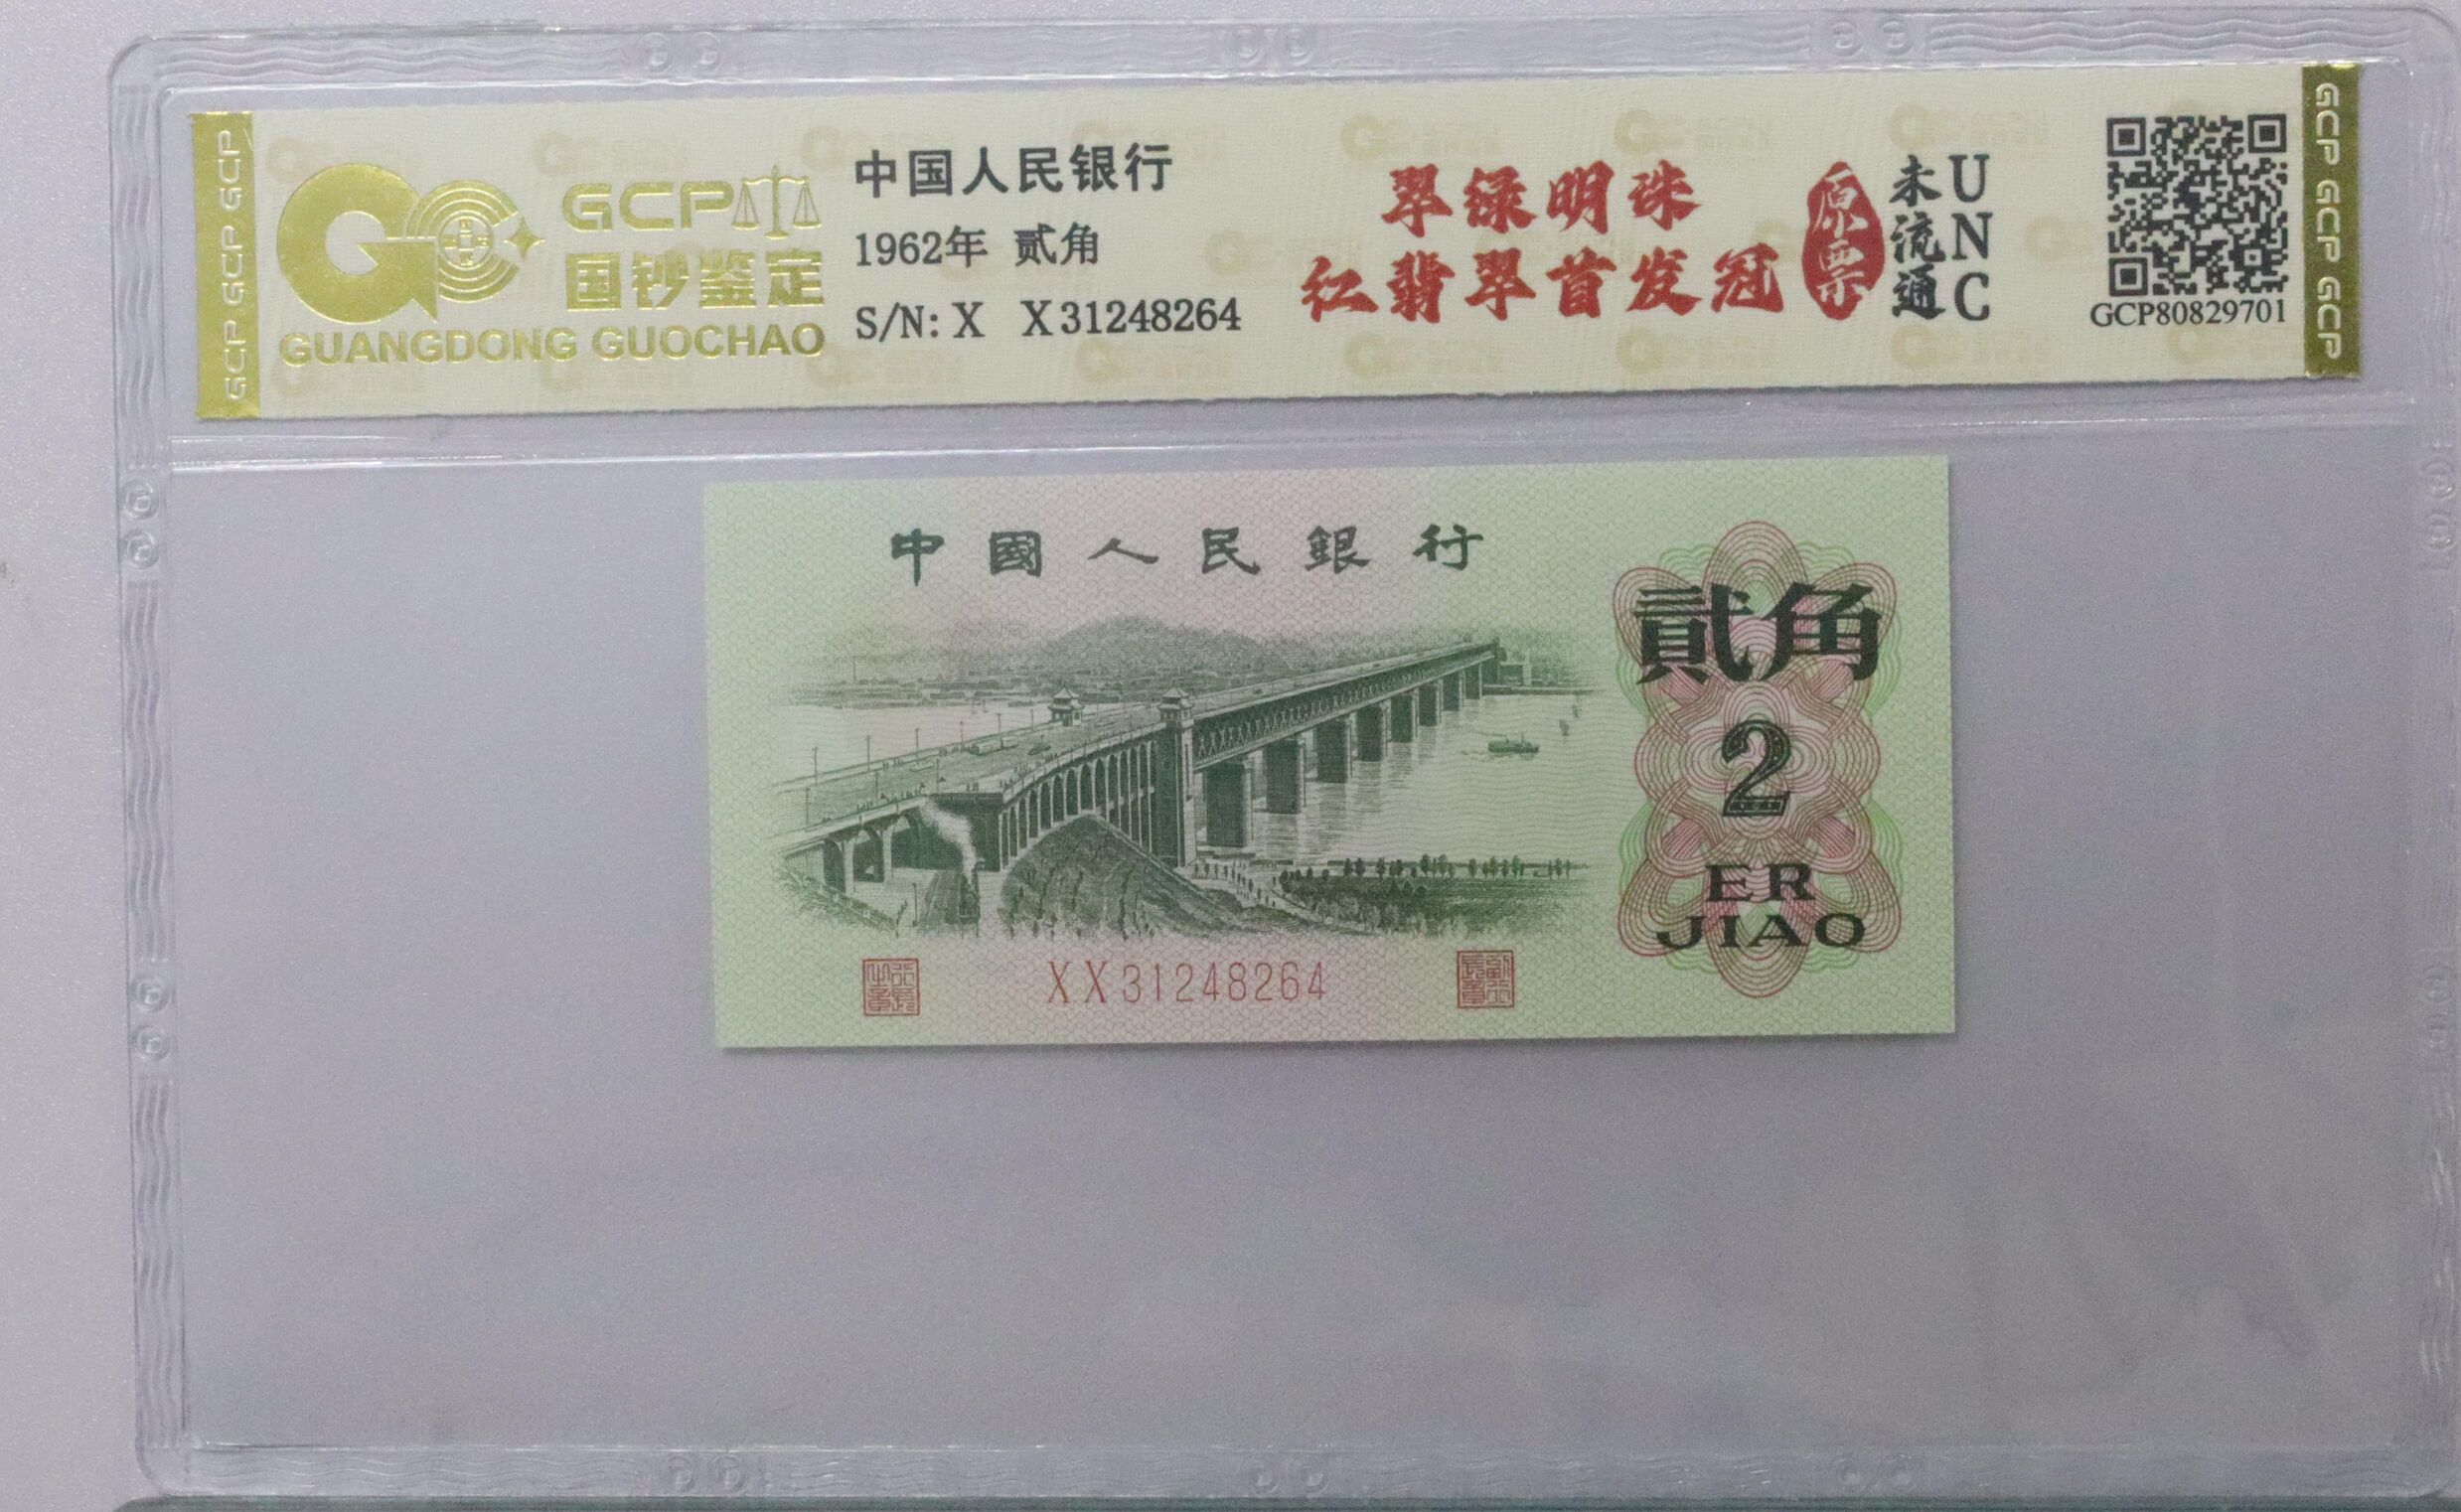 GCP GCP GCP
GCP
国钞鉴定
GUANGDONG GUOCHAO
中国人民银行
1962年 贰角
S/N: X X31248264
翠绿明珠
红翡翠首发冠
原票
未流通
UNC
GCP80829701
GCP GCP GCP
中國人民銀行
貳角
2
ER
JIAO
XX31248264